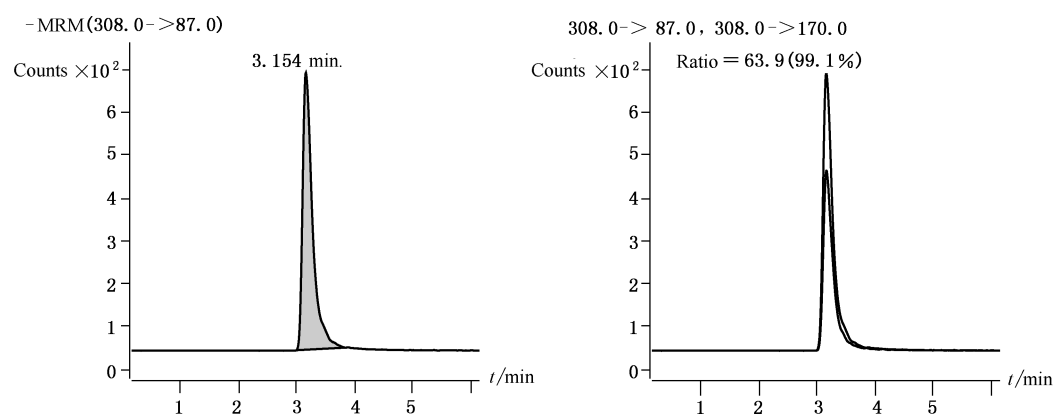 -MRM(308.0->87.0)
3.154 min.
Counts ×10²
6
5
4
3
2
1
0
1 2 3 4 5
t/min
308.0-> 87.0, 308.0->170.0
Ratio = 63.9(99.1%)
Counts ×10²
6
5
4
3
2
1
0
1 2 3 4 5
t/min